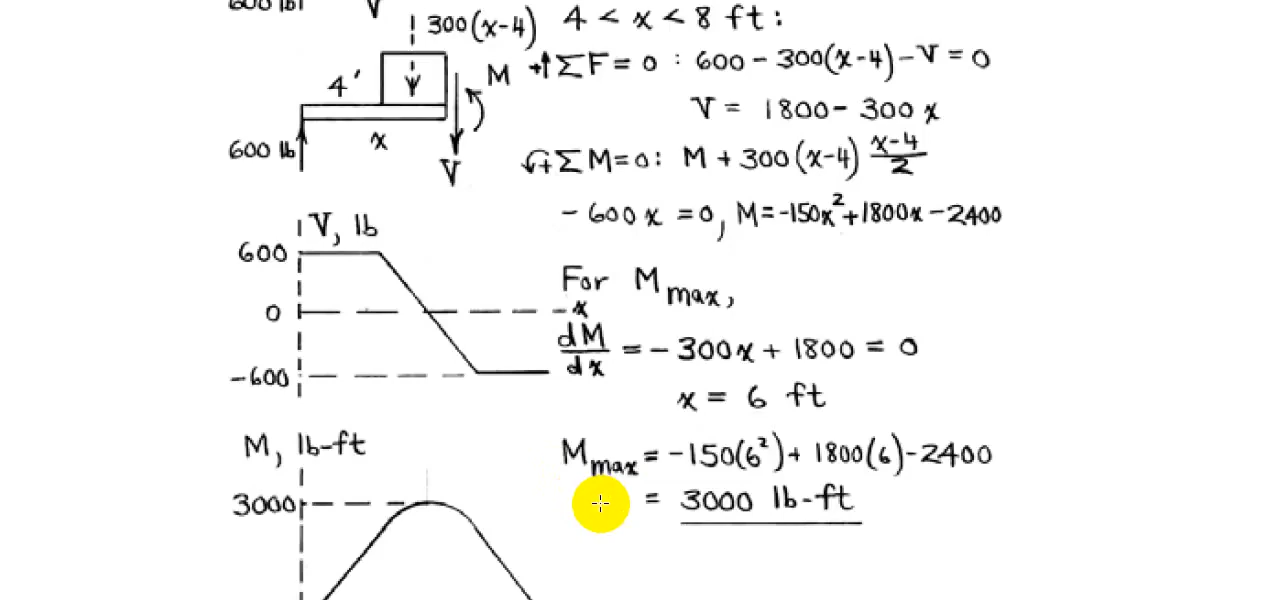 600 lb V
300(x-4) 4 < x < 8 ft:
4' M +↑ΣF = 0 : 600 - 300(x-4) - V = 0
V = 1800 - 300 x
600 lb x V ↶+ΣM=0: M + 300(x-4) (x-4)/2
- 600 x = 0, M = -150x² + 1800x - 2400
V, lb
600
For M max,
0 x
dM/dx = - 300x + 1800 = 0
-600
x = 6 ft
M, lb-ft
M max = -150(6²) + 1800(6) - 2400
3000
= 3000 lb-ft